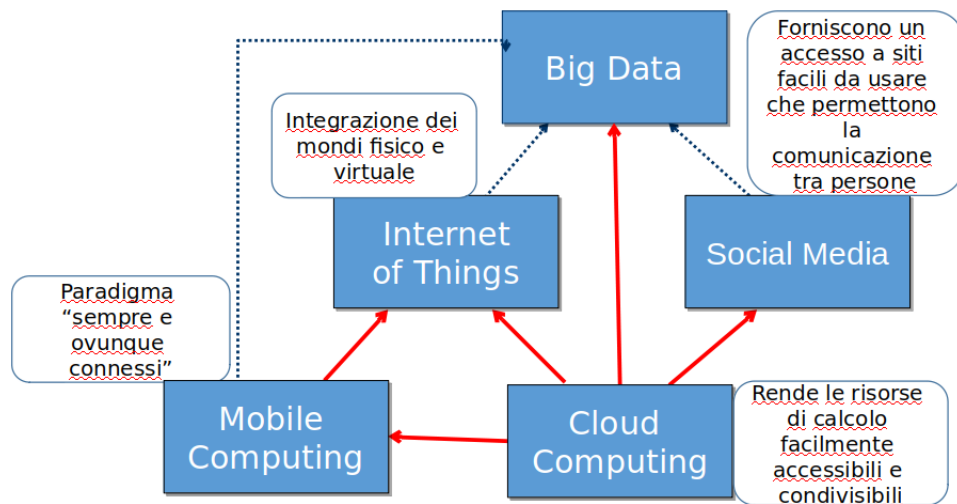 Big Data
Forniscono un
accesso a siti
facili da usare
che permettono
la
comunicazione
tra persone
Integrazione dei
mondi fisico e
virtuale
Internet
of Things
Social Media
Paradigma
“sempre e
ovunque
connessi”
Mobile
Computing
Cloud
Computing
Rende le risorse
di calcolo
facilmente
accessibili e
condivisibili